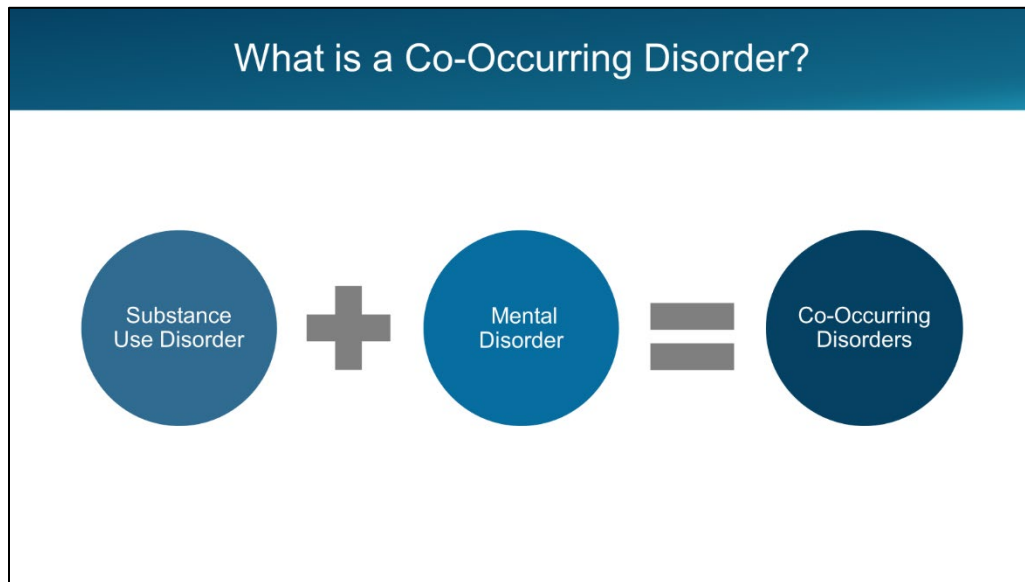 What is a Co-Occurring Disorder?
Substance
Use Disorder
Mental
Disorder
Co-Occurring
Disorders